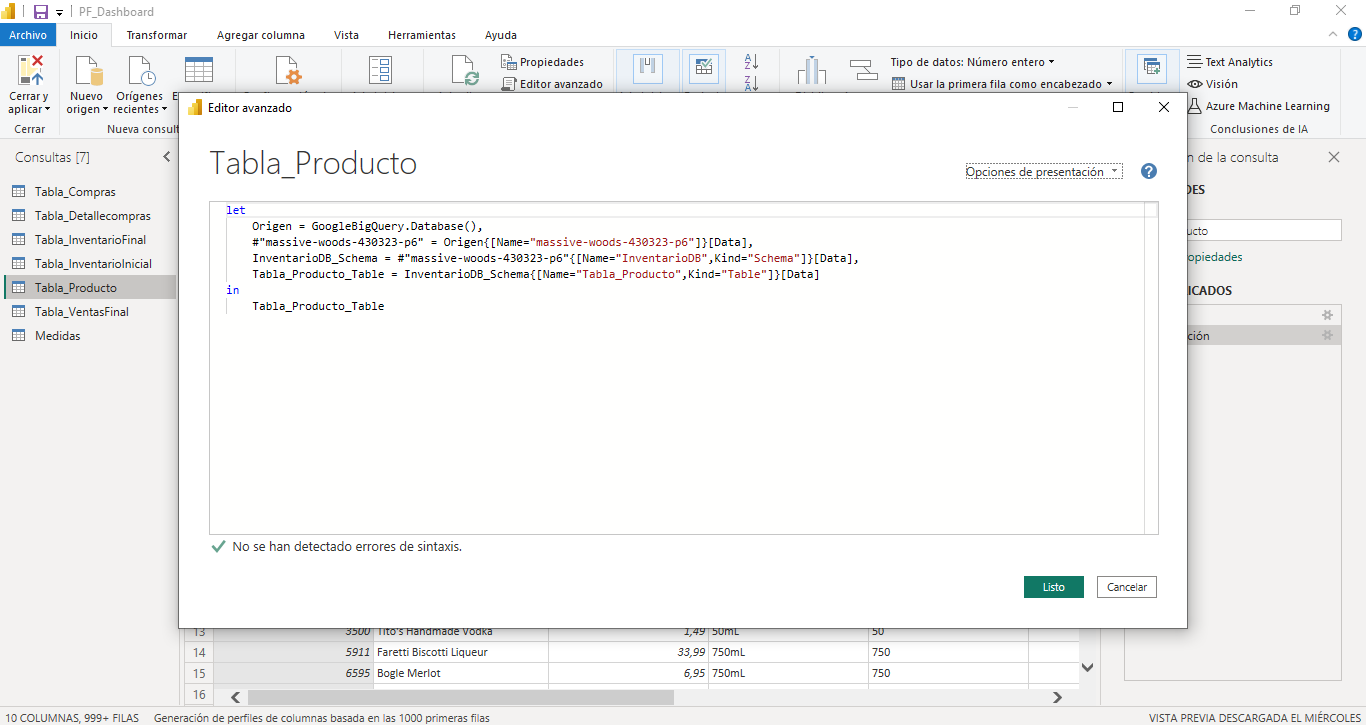 PF_Dashboard
Archivo
Inicio
Transformar
Agregar columna
Vista
Herramientas
Ayuda
Cerrar y
aplicar
Cerrar
Nuevo
origen
Orígenes
recientes
Nueva consult
Propiedades
Editor avanzado
Tipo de datos: Número entero
Usar la primera fila como encabezado
Text Analytics
Visión
Azure Machine Learning
Conclusiones de IA
Consultas [7]
Tabla_Compras
Tabla_Detallecompras
Tabla_InventarioFinal
Tabla_InventarioInicial
Tabla_Producto
Tabla_VentasFinal
Medidas
Editor avanzado
Tabla_Producto
Opciones de presentación
let
Origen = GoogleBigQuery.Database(),
#"massive-woods-430323-p6" = Origen{[Name="massive-woods-430323-p6"]}[Data],
InventarioDB_Schema = #"massive-woods-430323-p6"{[Name="InventarioDB",Kind="Schema"]}[Data],
Tabla_Producto_Table = InventarioDB_Schema{[Name="Tabla_Producto",Kind="Table"]}[Data]
in
Tabla_Producto_Table
No se han detectado errores de sintaxis.
Listo
Cancelar
n de la consulta
DES
ucto
opiedades
ICADOS
ción
13 3500 Tito's Handmade Vodka 1,49 50mL 50
14 5911 Faretti Biscotti Liqueur 33,99 750mL 750
15 6595 Bogle Merlot 6,95 750mL 750
16
10 COLUMNAS, 999+ FILAS Generación de perfiles de columnas basada en las 1000 primeras filas
VISTA PREVIA DESCARGADA EL MIÉRCOLES